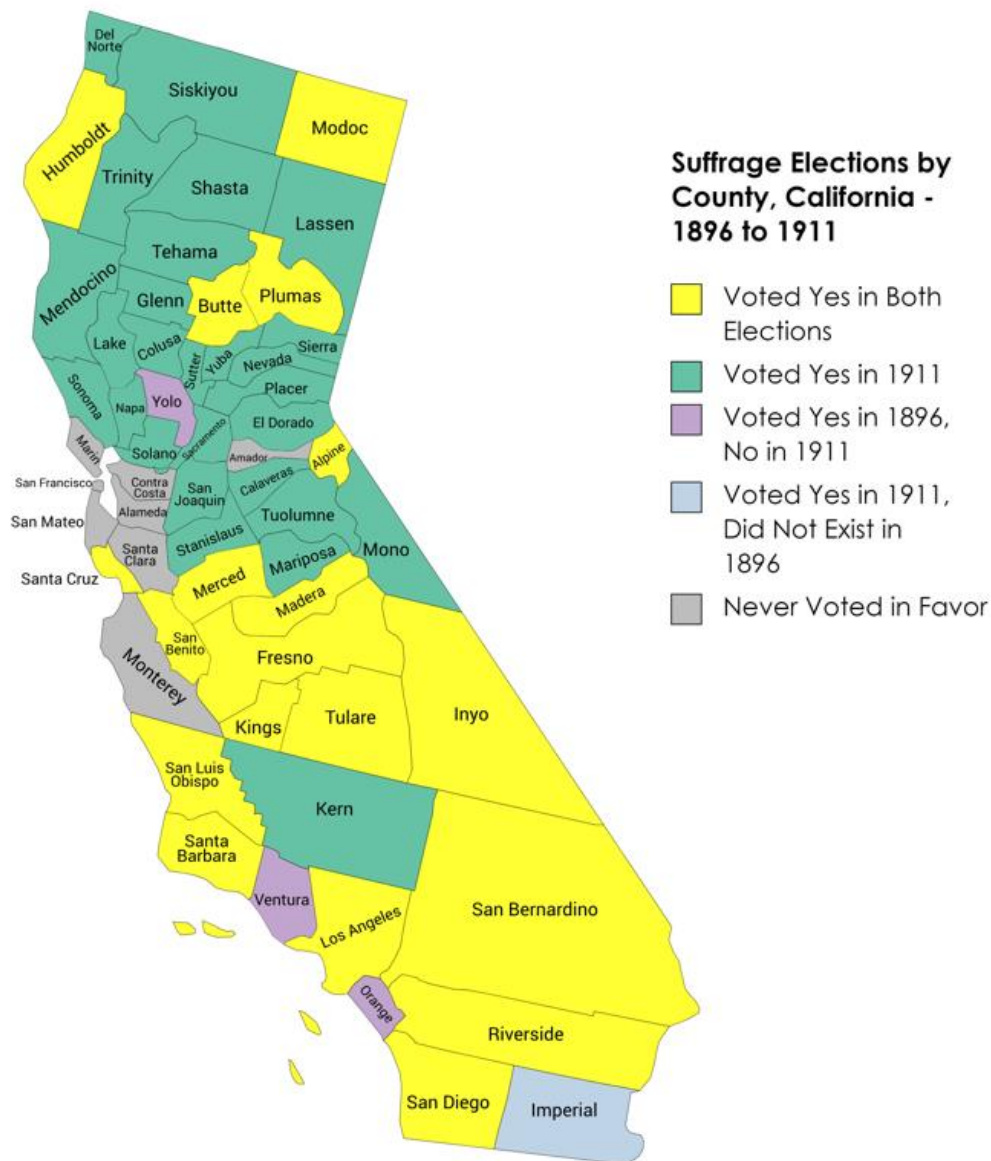 Del
Norte
Siskiyou
Modoc
Humboldt
Trinity
Shasta
Lassen
Tehama
Mendocino
Glenn
Butte
Plumas
Lake
Colusa
Sutter
Yuba
Nevada
Sierra
Placer
Sonoma
Napa
Yolo
El Dorado
Sacramento
Solano
Marin
Amador
Alpine
San Francisco
Contra
Costa
San
Joaquin
Calaveras
San Mateo
Alameda
Tuolumne
Santa
Clara
Stanislaus
Mariposa
Mono
Santa Cruz
Merced
Madera
San
Benito
Fresno
Monterey
Kings
Tulare
Inyo
San Luis
Obispo
Kern
Santa
Barbara
Ventura
Los Angeles
San Bernardino
Orange
Riverside
San Diego
Imperial
Suffrage Elections by
County, California -
1896 to 1911
Voted Yes in Both
Elections
Voted Yes in 1911
Voted Yes in 1896,
No in 1911
Voted Yes in 1911,
Did Not Exist in
1896
Never Voted in Favor